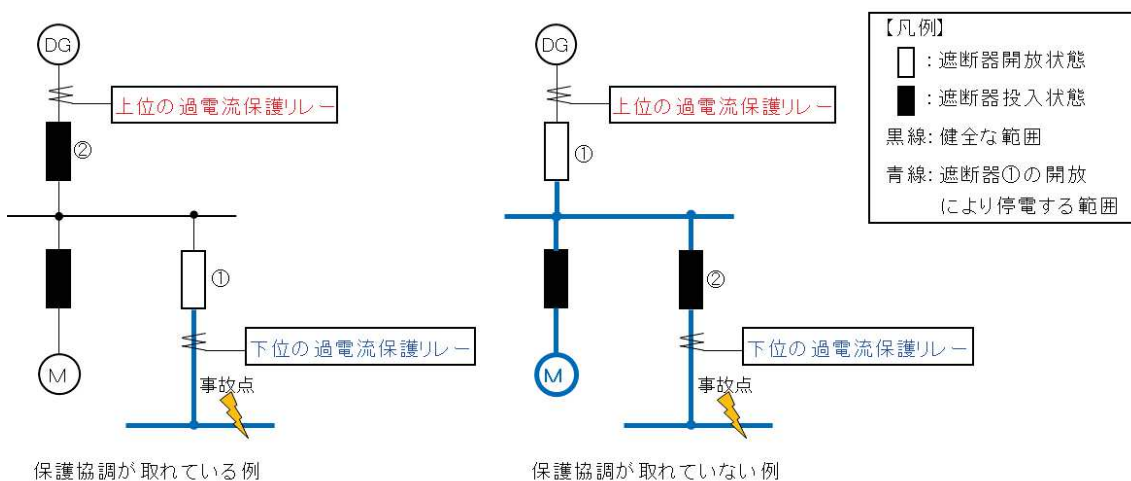 DG
上位の過電流保護リレー
②
①
下位の過電流保護リレー
M
事故点
保護協調が取れている例
DG
上位の過電流保護リレー
①
②
下位の過電流保護リレー
M
事故点
保護協調が取れていない例
【凡例】
：遮断器開放状態
：遮断器投入状態
黒線：健全な範囲
青線：遮断器①の開放
により停電する範囲